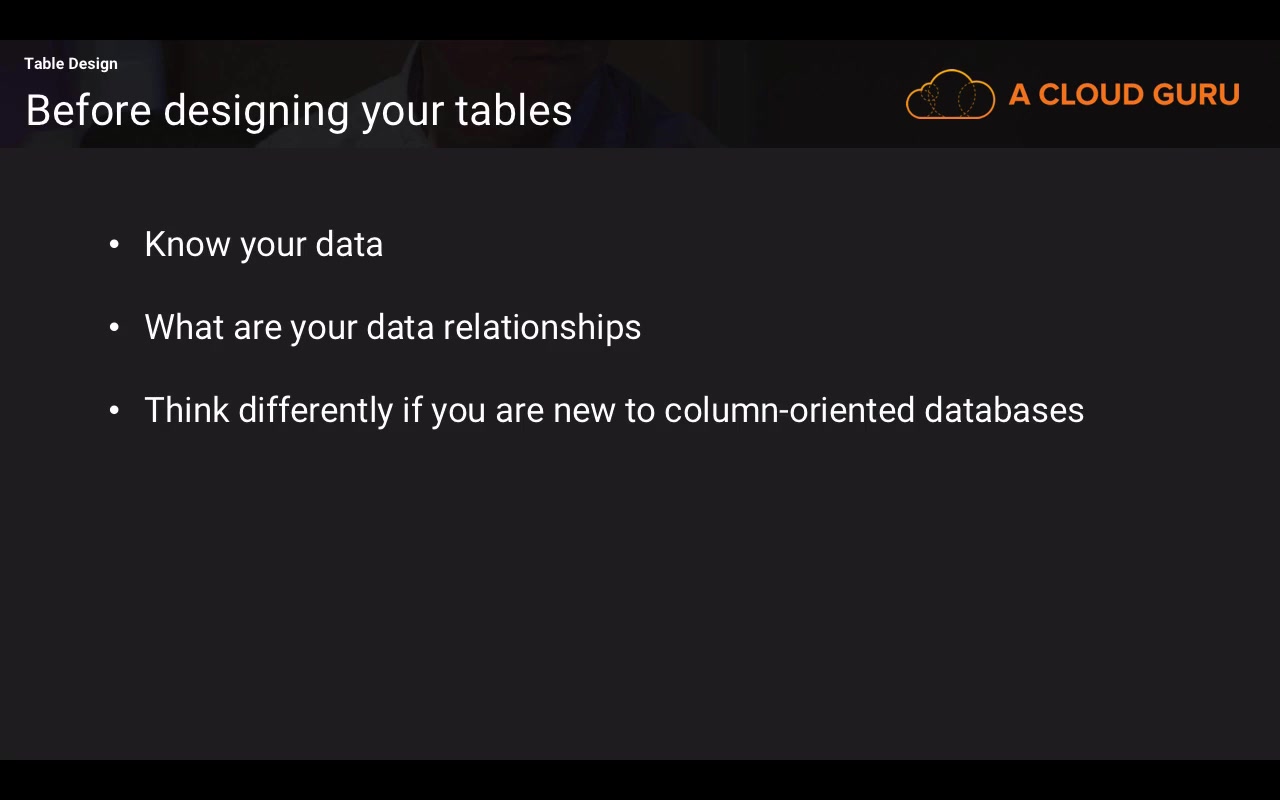 Table Design
Before designing your tables
A CLOUD GURU
• Know your data
• What are your data relationships
• Think differently if you are new to column-oriented databases